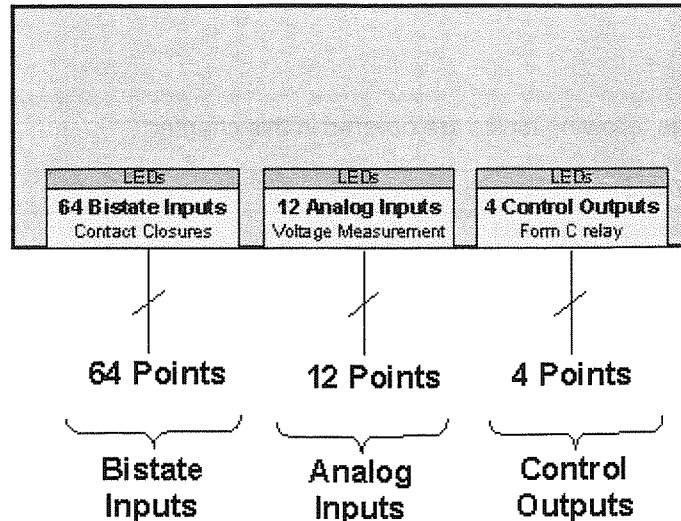 LEDs
64 Bistate Inputs
Contact Closures
LEDs
12 Analog Inputs
Voltage Measurement
LEDs
4 Control Outputs
Form C relay
64 Points
12 Points
4 Points
Bistate
Inputs
Analog
Inputs
Control
Outputs